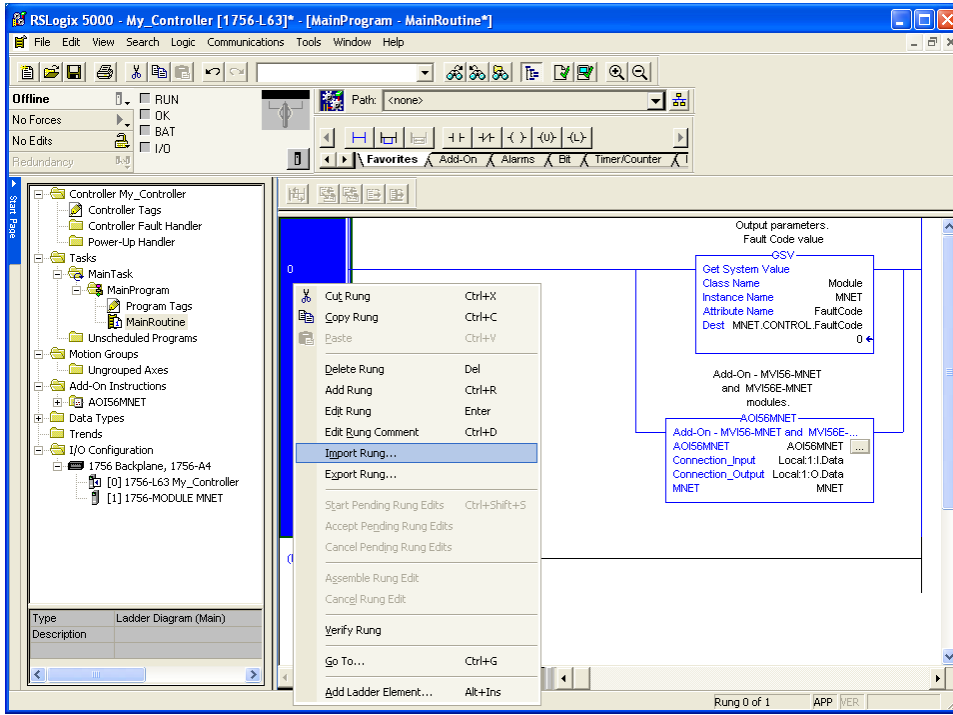 RSLogix 5000 - My_Controller [1756-L63]* - [MainProgram - MainRoutine*]
File Edit View Search Logic Communications Tools Window Help
Offline
RUN
No Forces
OK
No Edits
BAT
Redundancy
I/O
Path: <none>
Favorites Add-On Alarms Bit Timer/Counter
Start Page
Controller My_Controller
Controller Tags
Controller Fault Handler
Power-Up Handler
Tasks
MainTask
MainProgram
Program Tags
MainRoutine
Unscheduled Programs
Motion Groups
Ungrouped Axes
Add-On Instructions
AOI56MNET
Data Types
Trends
I/O Configuration
1756 Backplane, 1756-A4
[0] 1756-L63 My_Controller
[1] 1756-MODULE MNET
Type Ladder Diagram (Main)
Description
0
Cut Rung Ctrl+X
Copy Rung Ctrl+C
Paste Ctrl+V
Delete Rung Del
Add Rung Ctrl+R
Edit Rung Enter
Edit Rung Comment Ctrl+D
Import Rung...
Export Rung...
Start Pending Rung Edits Ctrl+Shift+S
Accept Pending Rung Edits
Cancel Pending Rung Edits
Assemble Rung Edit
Cancel Rung Edit
Verify Rung
Go To... Ctrl+G
Add Ladder Element... Alt+Ins
Output parameters.
Fault Code value
GSV
Get System Value
Class Name Module
Instance Name MNET
Attribute Name FaultCode
Dest MNET.CONTROL.FaultCode
0
Add-On - MVI56-MNET
and MVI56E-MNET
modules.
AOI56MNET
Add-On - MVI56-MNET and MVI56E-...
AOI56MNET AOI56MNET ...
Connection_Input Local:1:I.Data
Connection_Output Local:1:O.Data
MNET MNET
Rung 0 of 1 APP VER